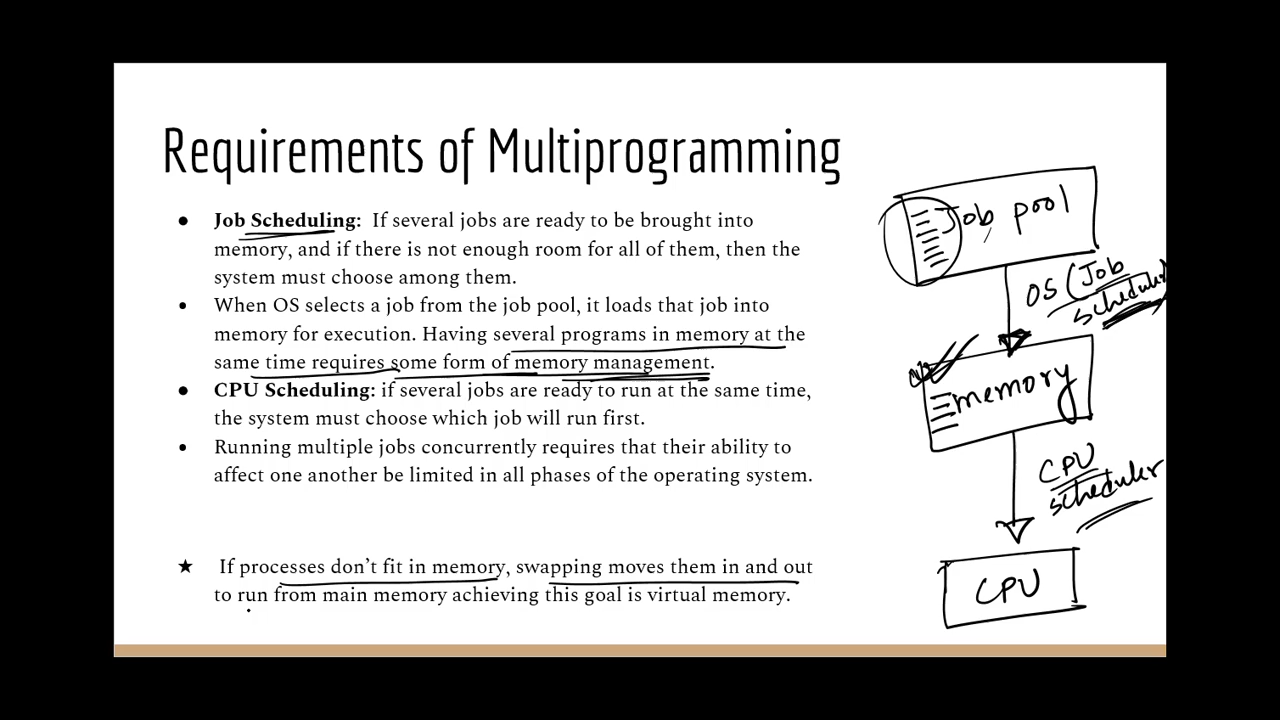 Requirements of Multiprogramming
● Job Scheduling: If several jobs are ready to be brought into
memory, and if there is not enough room for all of them, then the
system must choose among them.
● When OS selects a job from the job pool, it loads that job into
memory for execution. Having several programs in memory at the
same time requires some form of memory management.
● CPU Scheduling: if several jobs are ready to run at the same time,
the system must choose which job will run first.
● Running multiple jobs concurrently requires that their ability to
affect one another be limited in all phases of the operating system.
★ If processes don't fit in memory, swapping moves them in and out
to run from main memory achieving this goal is virtual memory.
Job pool
OS (Job
scheduler)
memory
CPU
scheduler
CPU